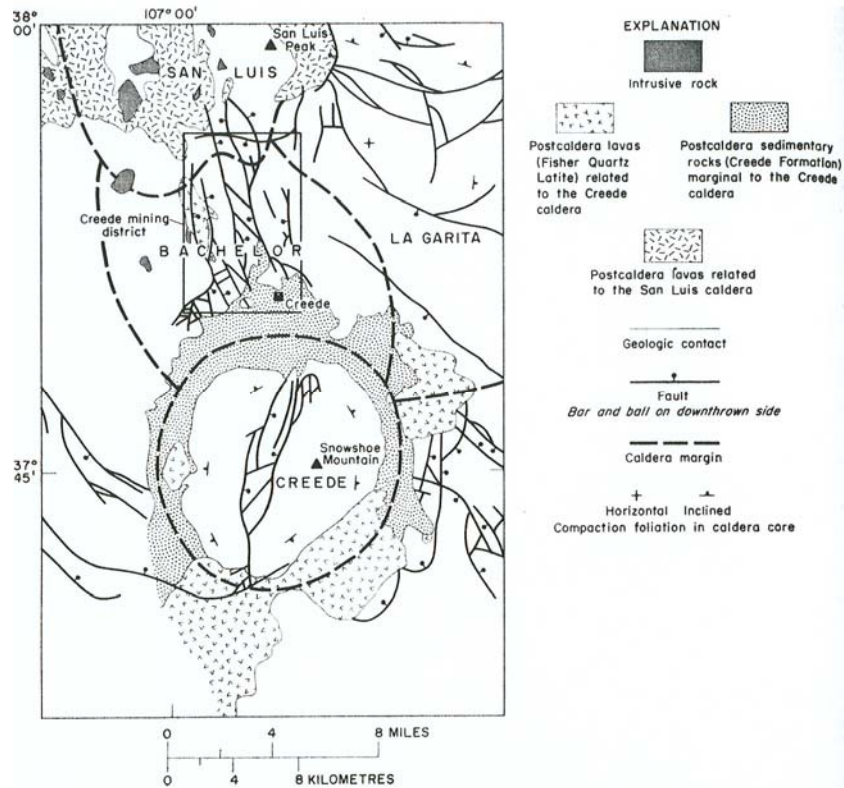 38°
00'
107° 00'
San Luis
Peak
SAN LUIS
Creede mining
district
BACHELOR
LA GARITA
Creede
37°
45'
Snowshoe
Mountain
CREEDE
0 4 8 MILES
0 4 8 KILOMETRES
EXPLANATION
Intrusive rock
Postcaldera lavas
(Fisher Quartz
Latite) related
to the Creede
caldera
Postcaldera sedimentary
rocks (Creede Formation)
marginal to the Creede
caldera
Postcaldera lavas related
to the San Luis caldera
Geologic contact
Fault
Bar and ball on downthrown side
Caldera margin
Horizontal Inclined
Compaction foliation in caldera core